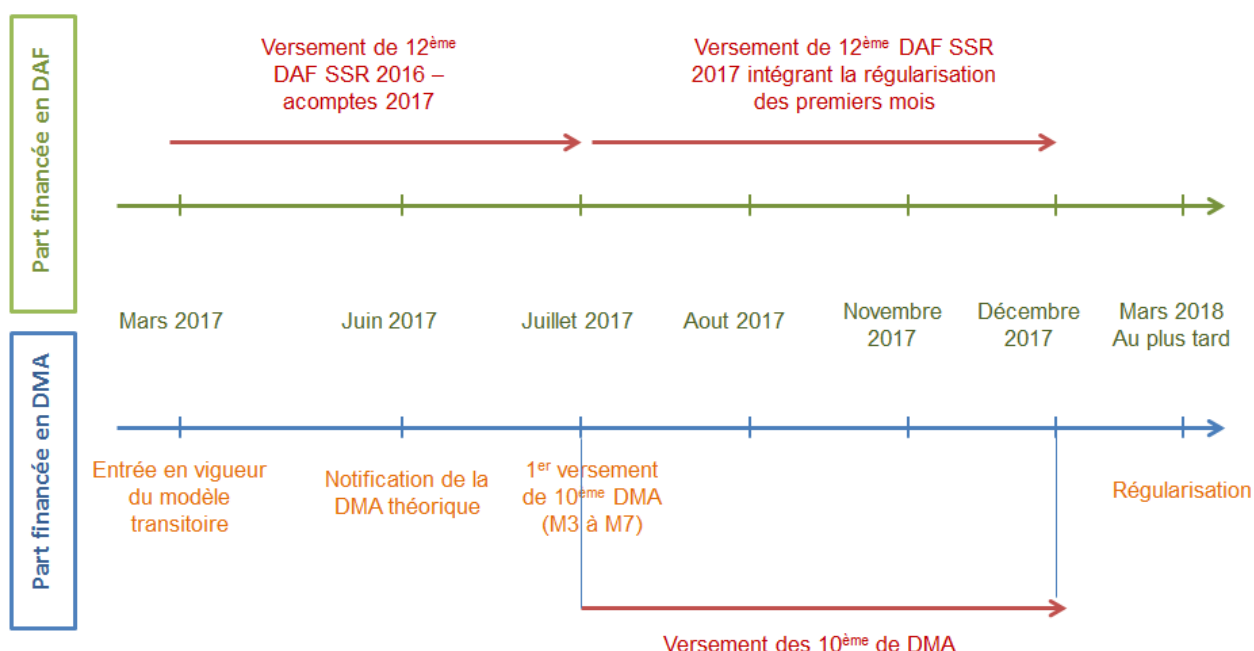 Part financée en DAF
Versement de 12ème
DAF SSR 2016 –
acomptes 2017
Versement de 12ème DAF SSR
2017 intégrant la régularisation
des premiers mois
Mars 2017
Juin 2017
Juillet 2017
Aout 2017
Novembre
2017
Décembre
2017
Mars 2018
Au plus tard
Part financée en DMA
Entrée en vigueur
du modèle
transitoire
Notification de la
DMA théorique
1er versement
de 10ème DMA
(M3 à M7)
Régularisation
Versement des 10ème de DMA